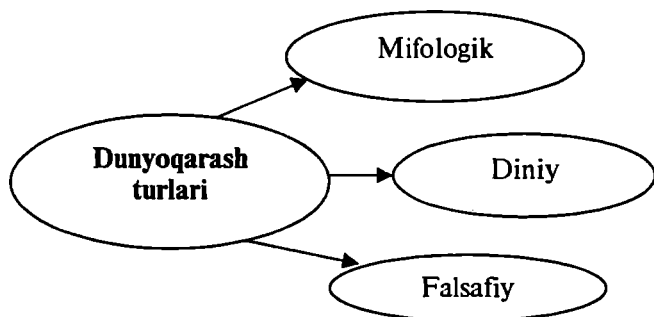 Mifologik
Dunyoqarash
turlari
Diniy
Falsafiy